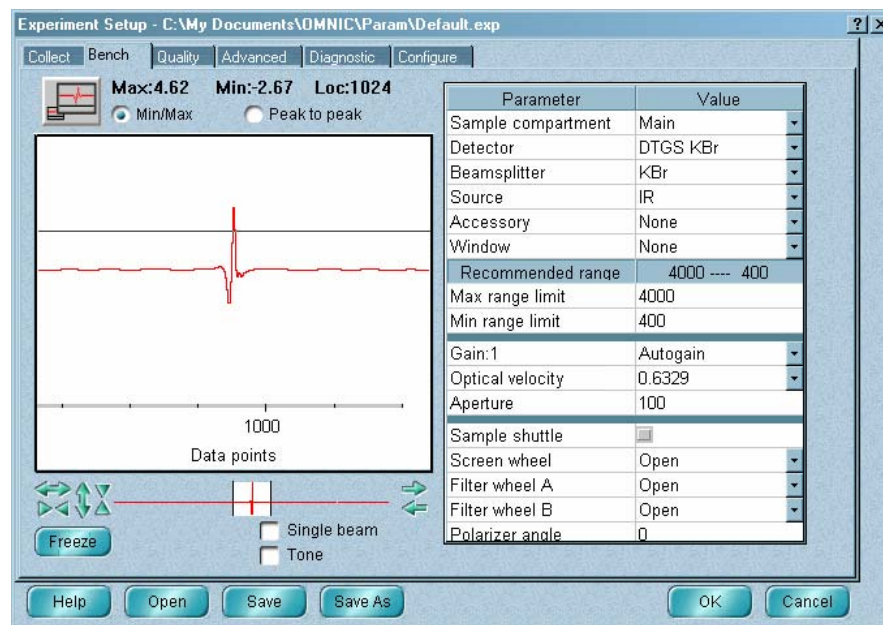 Experiment Setup - C:\My Documents\OMNIC\Param\Default.exp
Collect Bench Quality Advanced Diagnostic Configure
Max:4.62 Min:-2.67 Loc:1024
Min/Max Peak to peak
1000
Data points
Single beam
Tone
Freeze
Parameter Value
Sample compartment Main
Detector DTGS KBr
Beamsplitter KBr
Source IR
Accessory None
Window None
Recommended range 4000 ---- 400
Max range limit 4000
Min range limit 400
Gain:1 Autogain
Optical velocity 0.6329
Aperture 100
Sample shuttle
Screen wheel Open
Filter wheel A Open
Filter wheel B Open
Polarizer angle 0
Help Open Save Save As OK Cancel